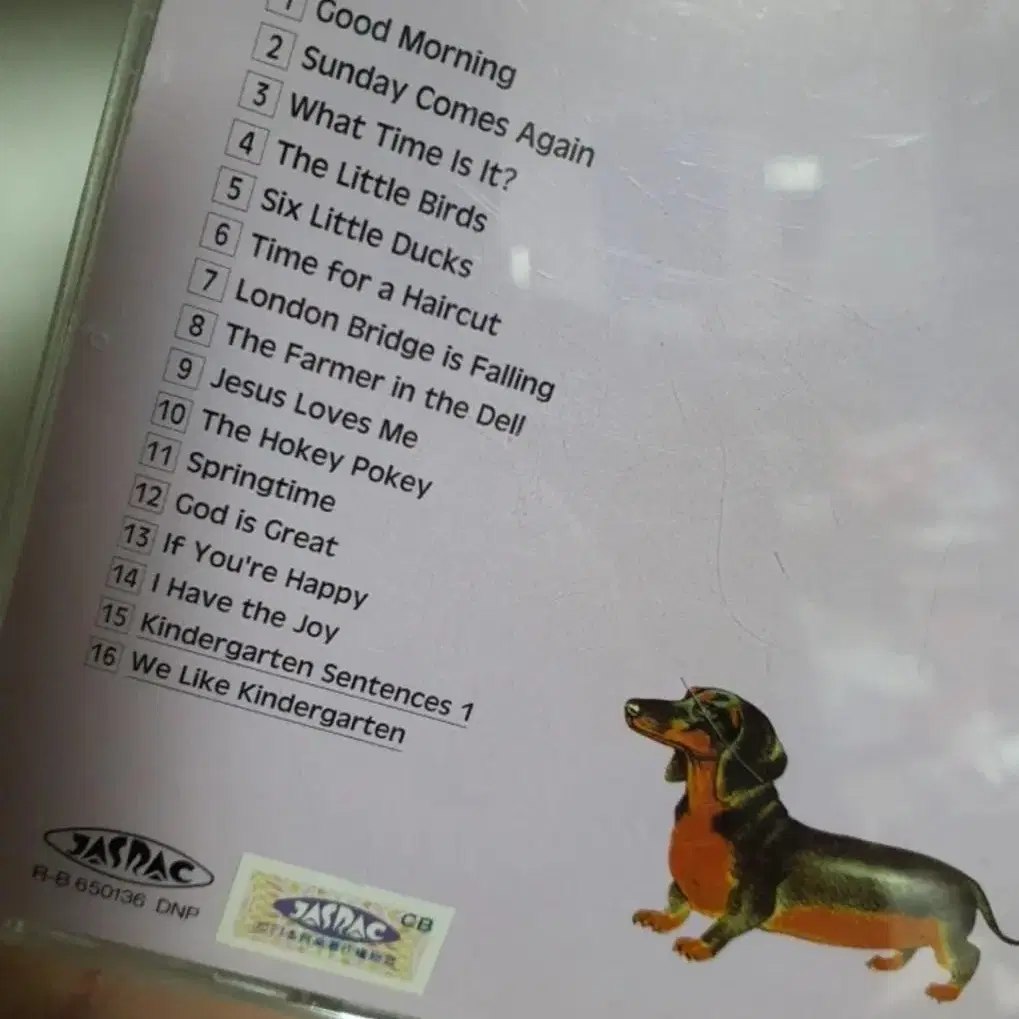 1 Good Morning
2 Sunday Comes Again
3 What Time Is It?
4 The Little Birds
5 Six Little Ducks
6 Time for a Haircut
7 London Bridge is Falling
8 The Farmer in the Dell
9 Jesus Loves Me
10 The Hokey Pokey
11 Springtime
12 God is Great
13 If You're Happy
14 I Have the Joy
15 Kindergarten Sentences 1
16 We Like Kindergarten
JASRAC
R-B 650136 DNP
JASRAC CB